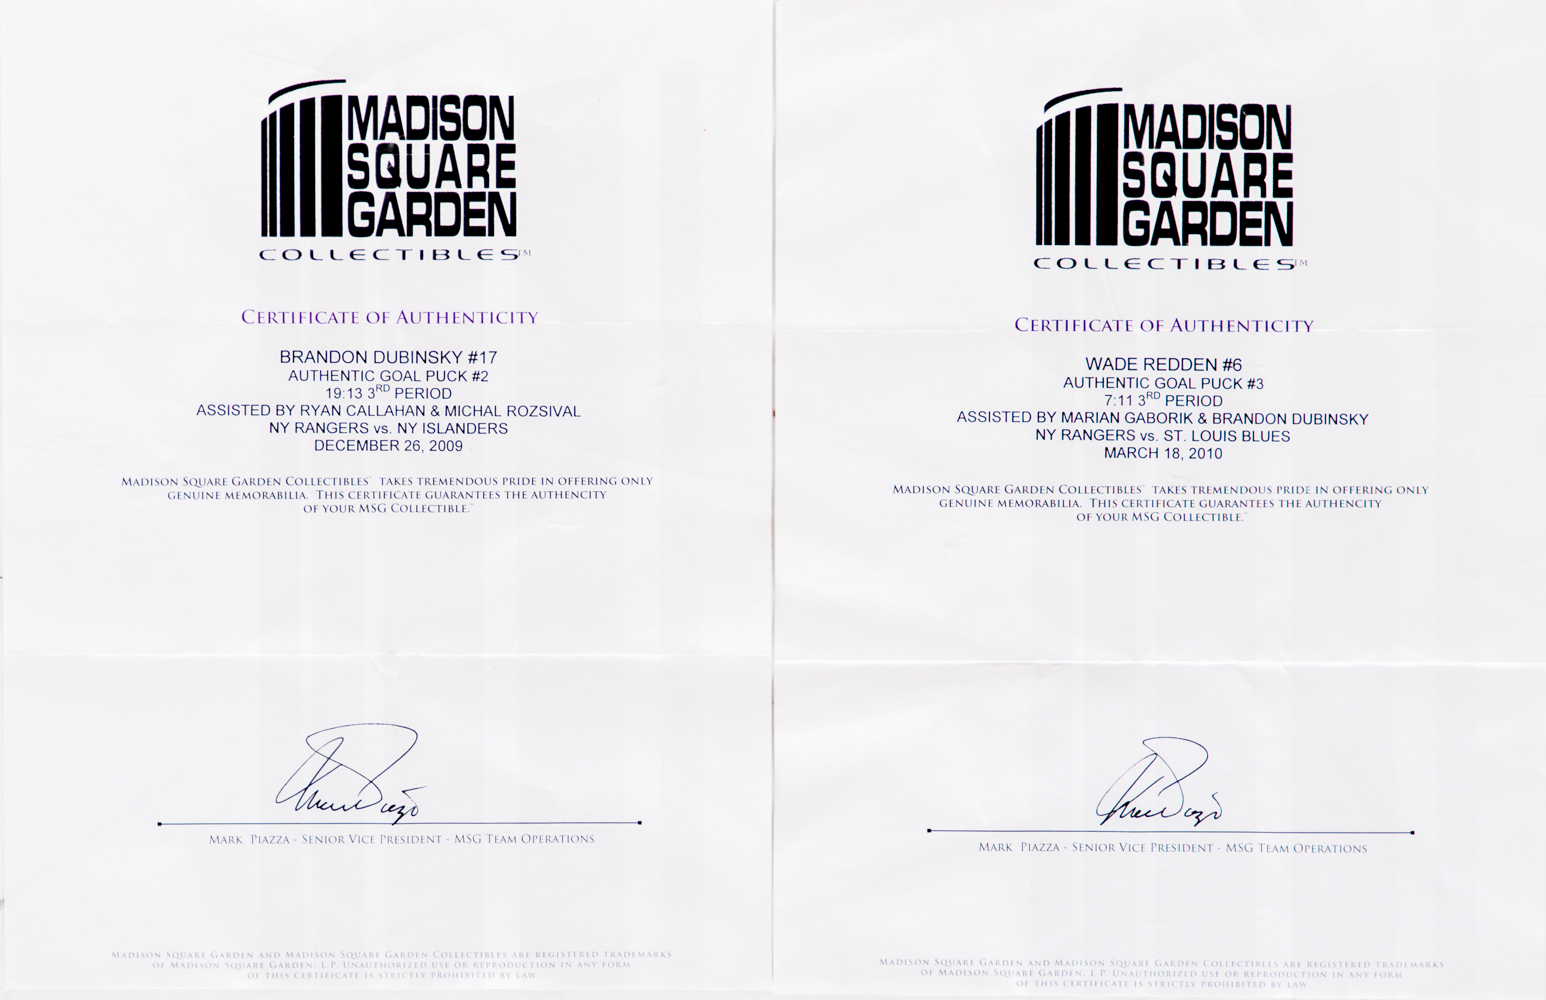 MADISON
SQUARE
GARDEN
COLLECTIBLES™
CERTIFICATE OF AUTHENTICITY
BRANDON DUBINSKY #17
AUTHENTIC GOAL PUCK #2
19:13 3RD PERIOD
ASSISTED BY RYAN CALLAHAN & MICHAL ROZSIVAL
NY RANGERS vs. NY ISLANDERS
DECEMBER 26, 2009
MADISON SQUARE GARDEN COLLECTIBLES TAKES TREMENDOUS PRIDE IN OFFERING ONLY
GENUINE MEMORABILIA. THIS CERTIFICATE GUARANTEES THE AUTHENCITY
OF YOUR MSG COLLECTIBLE.
MARK PIAZZA - SENIOR VICE PRESIDENT - MSG TEAM OPERATIONS
MADISON SQUARE GARDEN AND MADISON SQUARE GARDEN COLLECTIBLES ARE REGISTERED TRADEMARKS
OF MADISON SQUARE GARDEN, L.P. UNAUTHORIZED USE OR REPRODUCTION IN ANY FORM
OF THIS CERTIFICATE IS STRICTLY PROHIBITED BY LAW.
MADISON
SQUARE
GARDEN
COLLECTIBLES™
CERTIFICATE OF AUTHENTICITY
WADE REDDEN #6
AUTHENTIC GOAL PUCK #3
7:11 3RD PERIOD
ASSISTED BY MARIAN GABORIK & BRANDON DUBINSKY
NY RANGERS vs. ST. LOUIS BLUES
MARCH 18, 2010
MADISON SQUARE GARDEN COLLECTIBLES TAKES TREMENDOUS PRIDE IN OFFERING ONLY
GENUINE MEMORABILIA. THIS CERTIFICATE GUARANTEES THE AUTHENCITY
OF YOUR MSG COLLECTIBLE.
MARK PIAZZA - SENIOR VICE PRESIDENT - MSG TEAM OPERATIONS
MADISON SQUARE GARDEN AND MADISON SQUARE GARDEN COLLECTIBLES ARE REGISTERED TRADEMARKS
OF MADISON SQUARE GARDEN, L.P. UNAUTHORIZED USE OR REPRODUCTION IN ANY FORM
OF THIS CERTIFICATE IS STRICTLY PROHIBITED BY LAW.